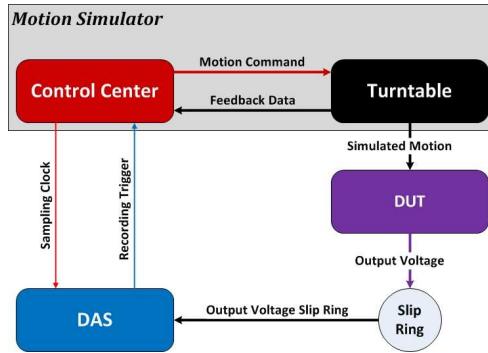 Motion Simulator
Motion Command
Control Center
Turntable
Feedback Data
Simulated Motion
Sampling Clock
Recording Trigger
DUT
Output Voltage
DAS
Output Voltage Slip Ring
Slip
Ring